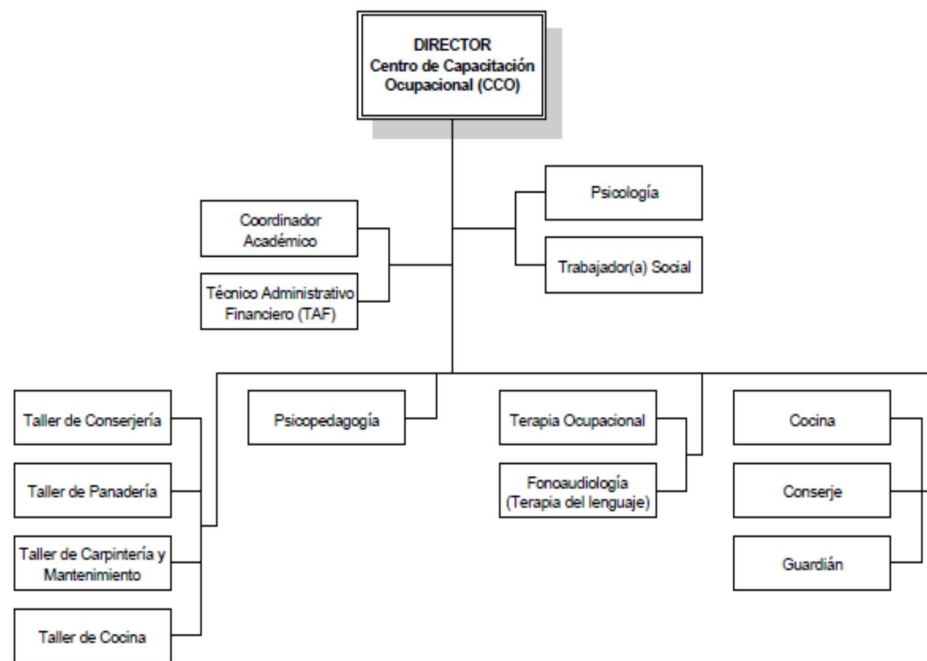 DIRECTOR
Centro de Capacitación
Ocupacional (CCO)
Psicología
Coordinador
Académico
Trabajador(a) Social
Técnico Administrativo
Financiero (TAF)
Taller de Conserjería
Psicopedagogía
Terapia Ocupacional
Cocina
Taller de Panadería
Fonoaudiología
(Terapia del lenguaje)
Conserje
Taller de Carpintería y
Mantenimiento
Guardián
Taller de Cocina